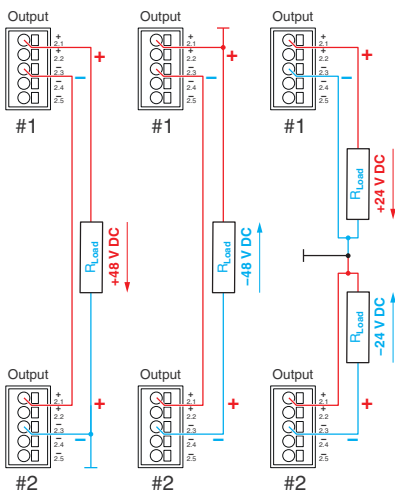 Output Output Output
+ 2.1 + 2.1 + 2.1
+ 2.2 + 2.2 + 2.2
– 2.3 – 2.3 – 2.3
– 2.4 – 2.4 – 2.4
– 2.5 – 2.5 – 2.5
+ + +
– – –
#1 #1 #1
RLoad
+24 V DC
RLoad
+48 V DC
RLoad
–48 V DC
RLoad
–24 V DC
Output Output Output
+ 2.1 + 2.1 + 2.1
+ 2.2 + 2.2 + 2.2
– 2.3 – 2.3 – 2.3
– 2.4 – 2.4 – 2.4
– 2.5 – 2.5 – 2.5
+ + +
– – –
#2 #2 #2